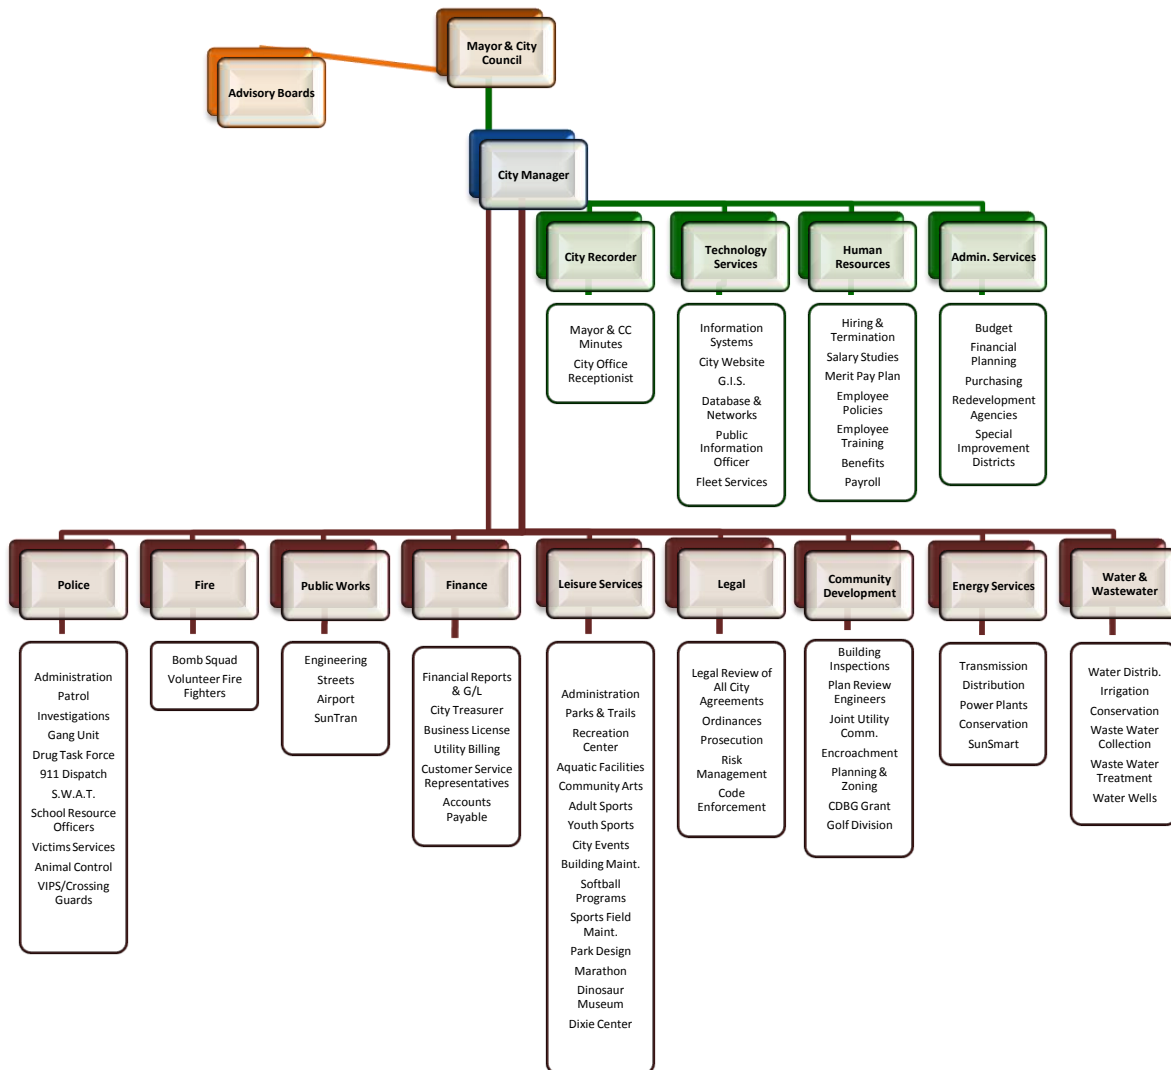 Mayor & City
Council
Advisory Boards
City Manager
City Recorder
Technology
Services
Human
Resources
Admin. Services
Mayor & CC
Minutes
City Office
Receptionist
Information
Systems
City Website
G.I.S.
Database &
Networks
Public
Information
Officer
Fleet Services
Hiring &
Termination
Salary Studies
Merit Pay Plan
Employee
Policies
Employee
Training
Benefits
Payroll
Budget
Financial
Planning
Purchasing
Redevelopment
Agencies
Special
Improvement
Districts
Police
Fire
Public Works
Finance
Leisure Services
Legal
Community
Development
Energy Services
Water &
Wastewater
Administration
Patrol
Investigations
Gang Unit
Drug Task Force
911 Dispatch
S.W.A.T.
School Resource
Officers
Victims Services
Animal Control
VIPS/Crossing
Guards
Bomb Squad
Volunteer Fire
Fighters
Engineering
Streets
Airport
SunTran
Financial Reports
& G/L
City Treasurer
Business License
Utility Billing
Customer Service
Representatives
Accounts
Payable
Administration
Parks & Trails
Recreation
Center
Aquatic Facilities
Community Arts
Adult Sports
Youth Sports
City Events
Building Maint.
Softball
Programs
Sports Field
Maint.
Park Design
Marathon
Dinosaur
Museum
Dixie Center
Legal Review of
All City
Agreements
Ordinances
Prosecution
Risk
Management
Code
Enforcement
Building
Inspections
Plan Review
Engineers
Joint Utility
Comm.
Encroachment
Planning &
Zoning
CDBG Grant
Golf Division
Transmission
Distribution
Power Plants
Conservation
SunSmart
Water Distrib.
Irrigation
Conservation
Waste Water
Collection
Waste Water
Treatment
Water Wells